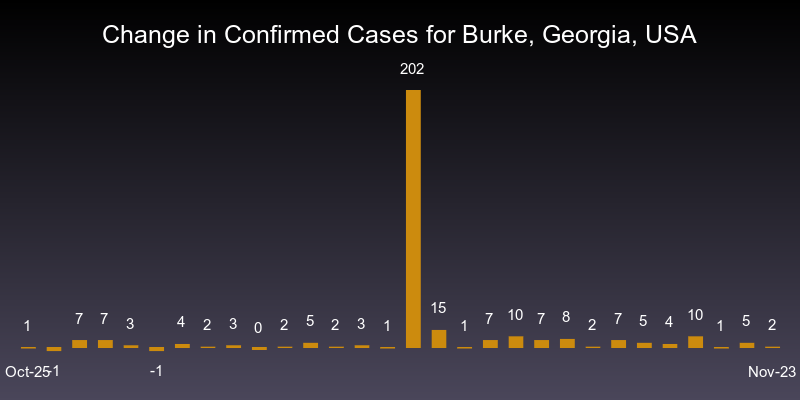 Change in Confirmed Cases for Burke, Georgia, USA
202
1 7 7 3 4 2 3 0 2 5 2 3 1 15 1 7 10 7 8 2 7 5 4 10 1 5 2
Oct-25 -1 -1 Nov-23